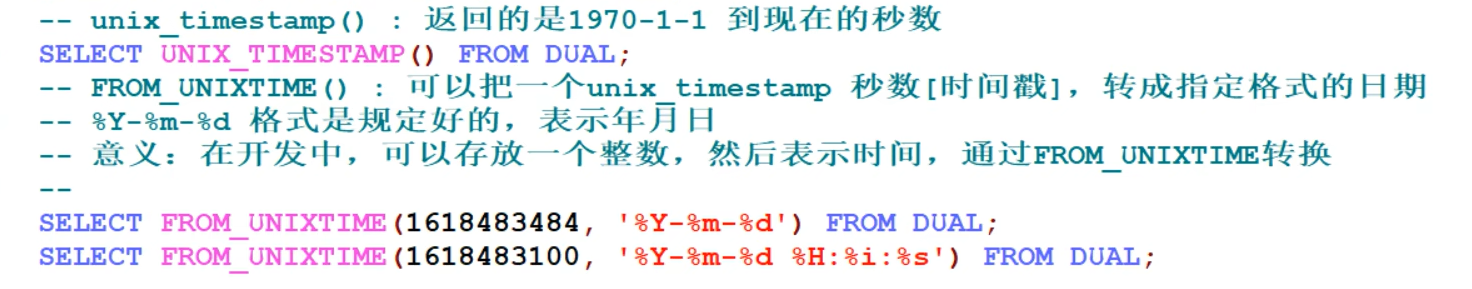 -- unix_timestamp() : 返回的是1970-1-1 到现在的秒数
SELECT UNIX_TIMESTAMP() FROM DUAL;
-- FROM_UNIXTIME() : 可以把一个unix_timestamp 秒数[时间戳]，转成指定格式的日期
-- %Y-%m-%d 格式是规定好的，表示年月日
-- 意义：在开发中，可以存放一个整数，然后表示时间，通过FROM_UNIXTIME转换
--
SELECT FROM_UNIXTIME(1618483484, '%Y-%m-%d') FROM DUAL;
SELECT FROM_UNIXTIME(1618483100, '%Y-%m-%d %H:%i:%s') FROM DUAL;